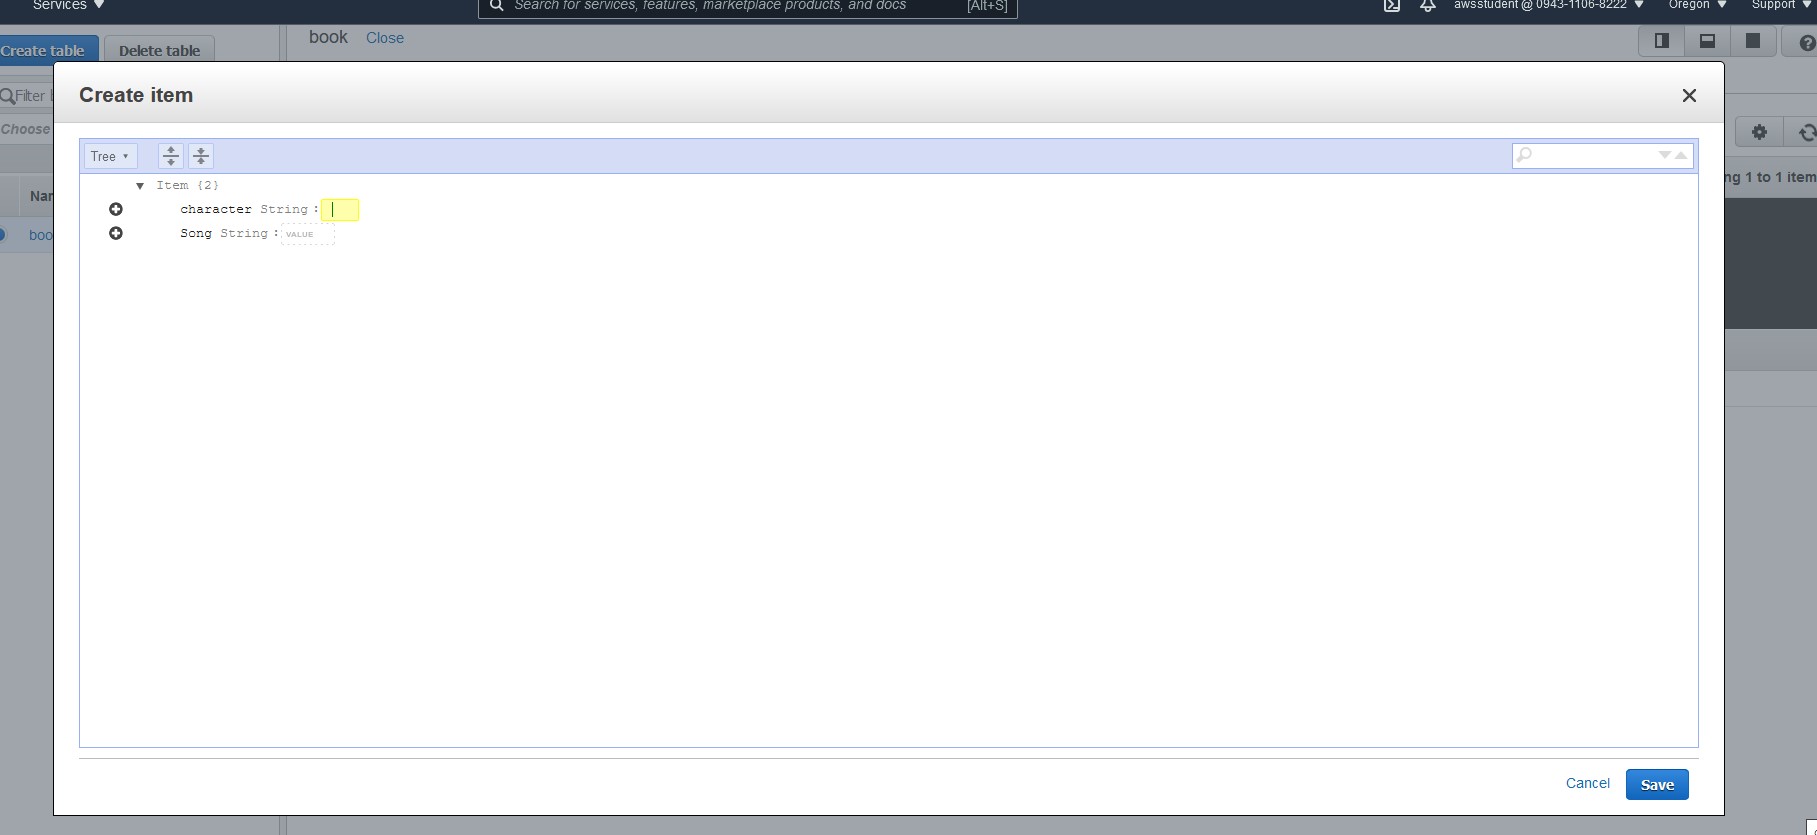 Services
Search for services, features, marketplace products, and docs
[Alt+S]
awsstudent @ 0943-1106-8222
Oregon
Support
Create table
Delete table
book
Close
Filter
Choose
ng 1 to 1 item
Create item
Tree
Item {2}
character String :
Song String : VALUE
Cancel
Save